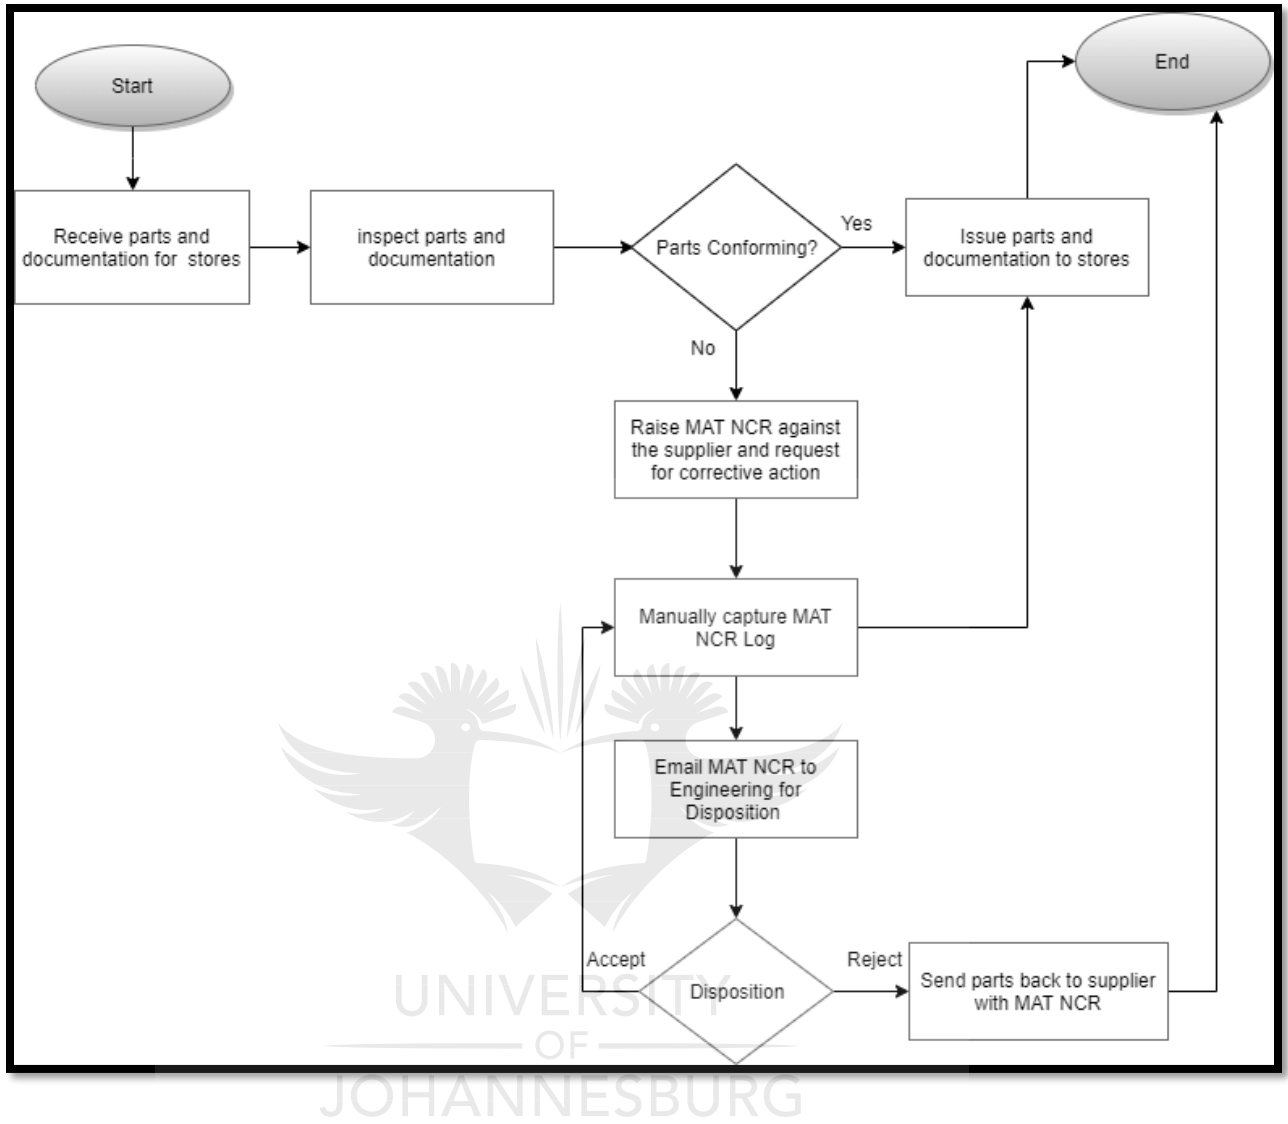 Start
End
Receive parts and
documentation for stores
inspect parts and
documentation
Parts Conforming?
Yes
Issue parts and
documentation to stores
No
Raise MAT NCR against
the supplier and request
for corrective action
Manually capture MAT
NCR Log
Email MAT NCR to
Engineering for
Disposition
Accept
Disposition
Reject
Send parts back to supplier
with MAT NCR
UNIVERSITY
OF
JOHANNESBURG